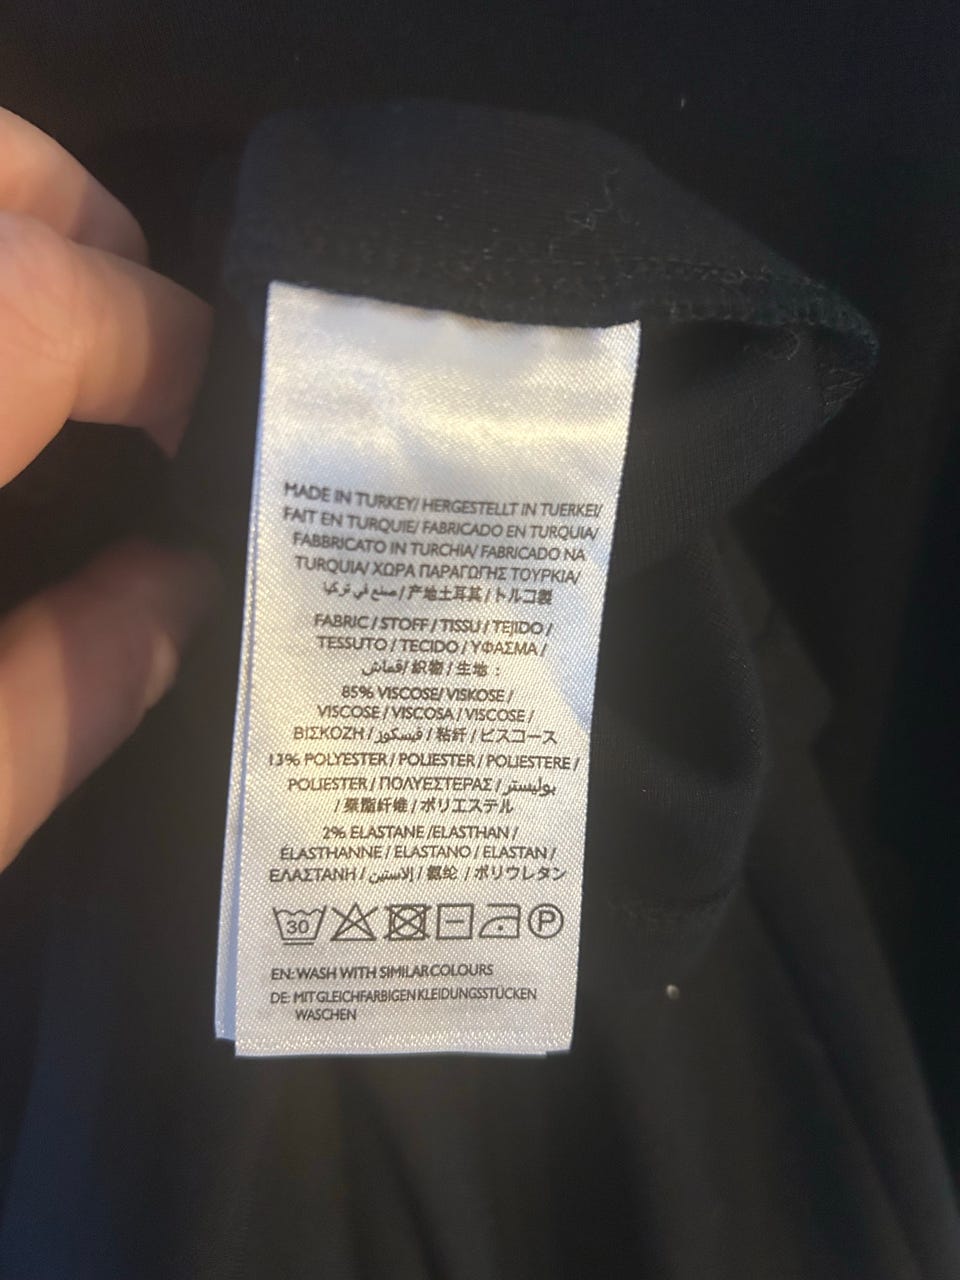 MADE IN TURKEY/ HERGESTELLT IN TUERKEI/
FAIT EN TURQUIE/ FABRICADO EN TURQUIA/
FABBRICATO IN TURCHIA/ FABRICADO NA
TURQUIA/ ΧΩΡΑ ΠΑΡΑΓΩΓΗΣ ΤΟΥΡΚΙΑ/
صنع في تركيا / 产地土耳其 / トルコ製
FABRIC / STOFF / TISSU / TEJIDO /
TESSUTO / TECIDO / ΥΦΑΣΜΑ /
قماش / 织物 / 生地 :
85% VISCOSE/ VISKOSE /
VISCOSE / VISCOSA / VISCOSE /
ΒΙΣΚΟΖΗ / فيسكوز / 粘纤 / ビスコース
13% POLYESTER / POLIESTER / POLIESTERE /
POLIESTER / ΠΟΛΥΕΣΤΕΡΑΣ / بوليستر
/ 聚脂纤维 / ポリエステル
2% ELASTANE /ELASTHAN /
ÉLASTHANNE / ELASTANO / ELASTAN /
ΕΛΑΣΤΑΝΗ / إلاستين / 氨纶 / ポリウレタン
30 P
EN: WASH WITH SIMILAR COLOURS
DE: MIT GLEICHFARBIGEN KLEIDUNGSSTÜCKEN
WASCHEN